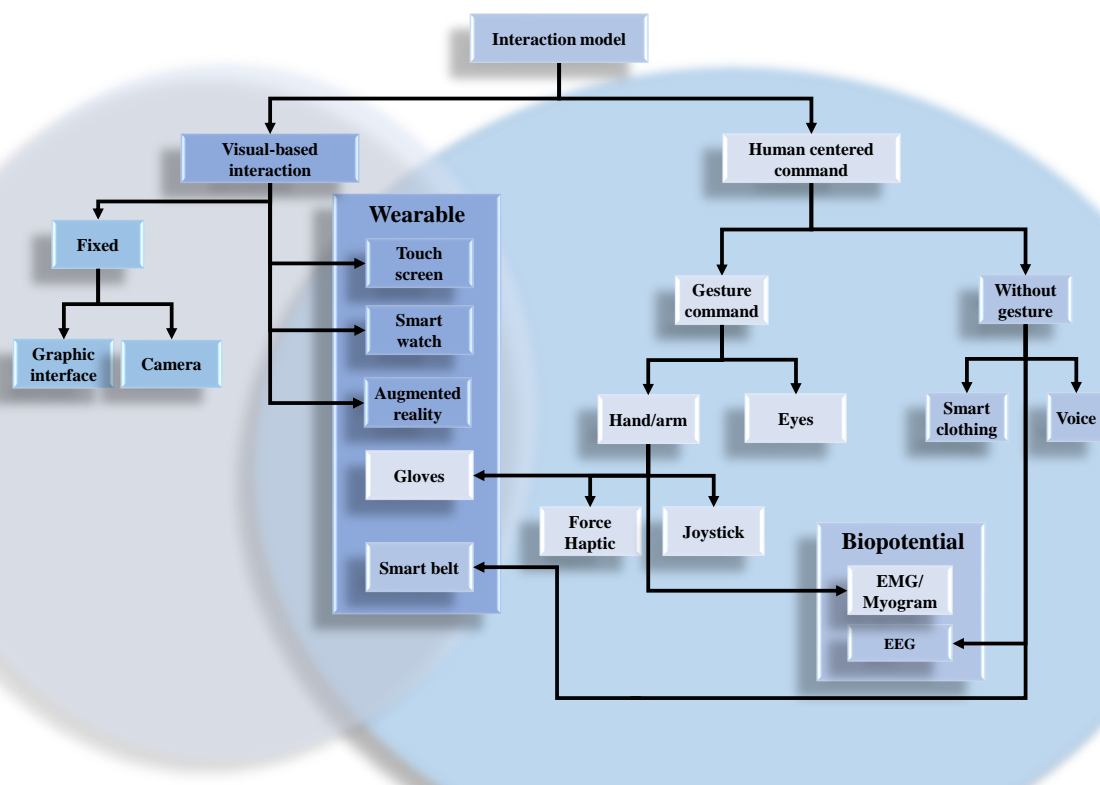 Interaction model
Visual-based
interaction
Human centered
command
Wearable
Fixed
Touch
screen
Gesture
command
Without
gesture
Smart
watch
Graphic
interface
Camera
Augmented
reality
Hand/arm
Eyes
Smart
clothing
Voice
Gloves
Force
Haptic
Joystick
Biopotential
Smart belt
EMG/
Myogram
EEG